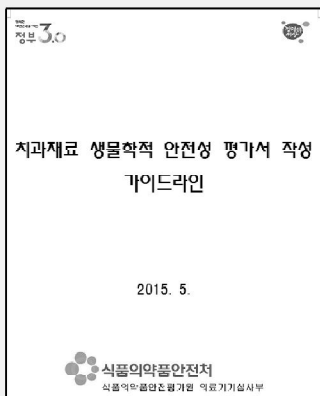 정부3.0
치과재료 생물학적 안전성 평가서 작성
가이드라인
2015. 5.
식품의약품안전처
식품의약품안전평가원 의료기기심사부